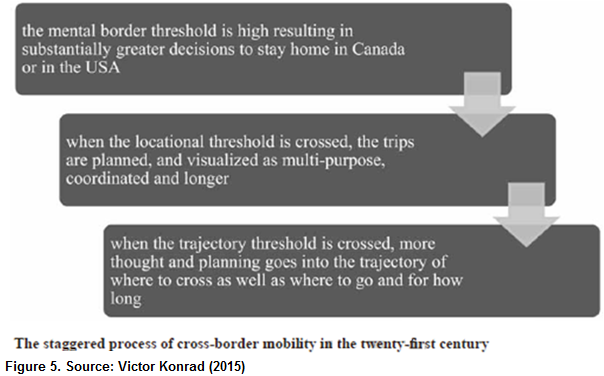 the mental border threshold is high resulting in
substantially greater decisions to stay home in Canada
or in the USA
when the locational threshold is crossed, the trips
are planned, and visualized as multi-purpose,
coordinated and longer
when the trajectory threshold is crossed, more
thought and planning goes into the trajectory of
where to cross as well as where to go and for how
long
The staggered process of cross-border mobility in the twenty-first century
Figure 5. Source: Victor Konrad (2015)